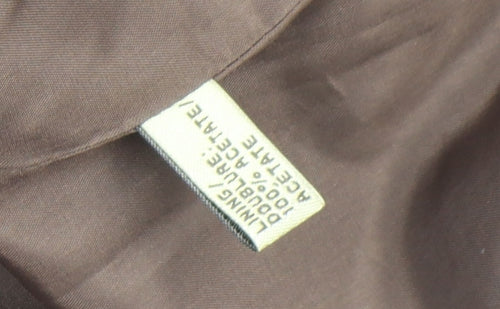 LINING/
DOUBLURE:
100% ACETATE/
ACETATE